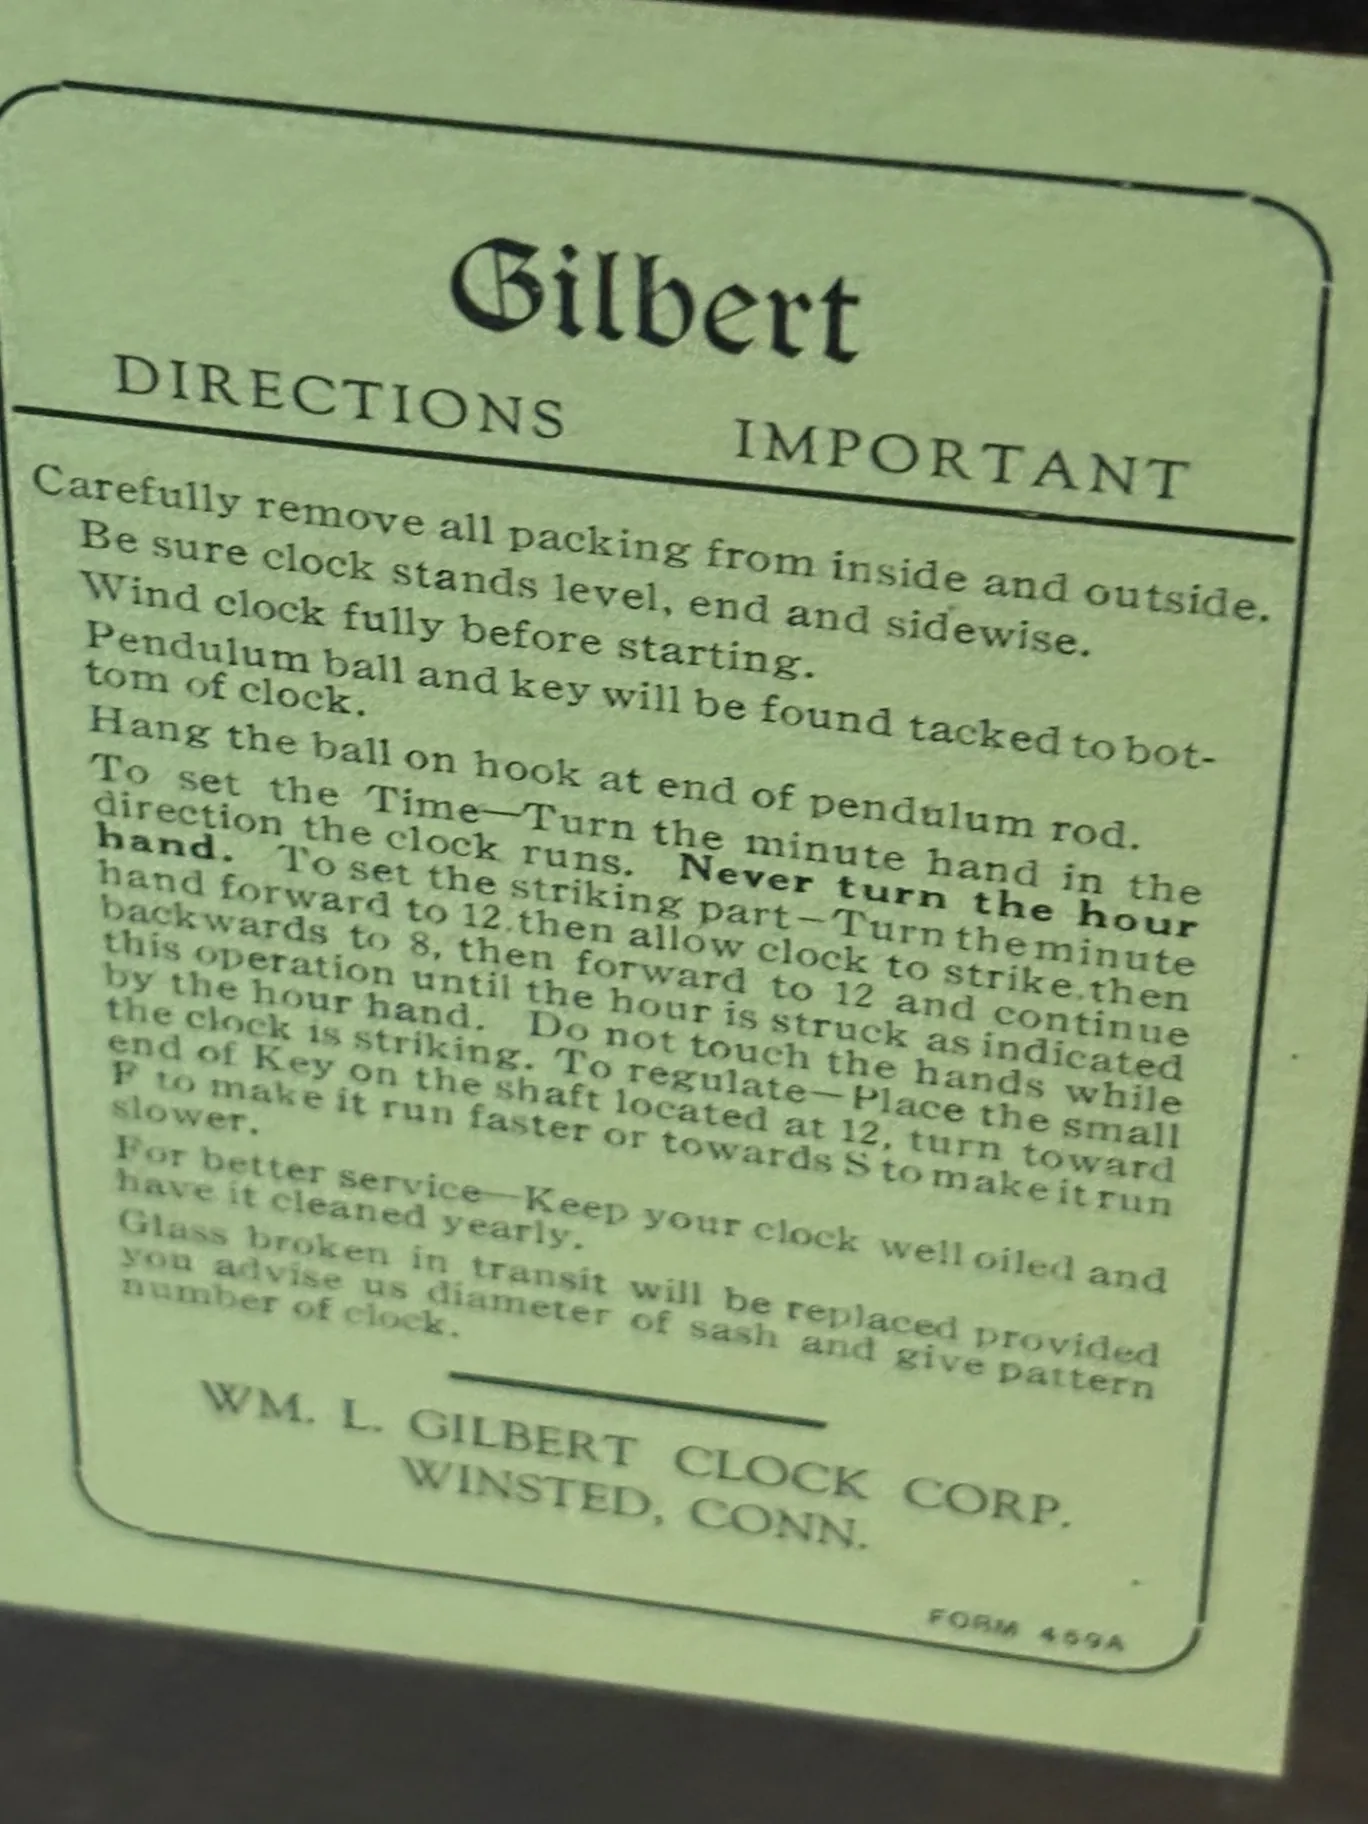 Gilbert
DIRECTIONS IMPORTANT
Carefully remove all packing from inside and outside.
Be sure clock stands level, end and sidewise.
Wind clock fully before starting.
Pendulum ball and key will be found tacked to bot-
tom of clock.
Hang the ball on hook at end of pendulum rod.
To set the Time—Turn the minute hand in the
direction the clock runs. Never turn the hour
hand. To set the striking part—Turn the minute
hand forward to 12, then allow clock to strike, then
backwards to 8, then forward to 12 and continue
this operation until the hour is struck as indicated
by the hour hand. Do not touch the hands while
the clock is striking. To regulate—Place the small
end of Key on the shaft located at 12, turn toward
F to make it run faster or towards S to make it run
slower.
For better service—Keep your clock well oiled and
have it cleaned yearly.
Glass broken in transit will be replaced provided
you advise us diameter of sash and give pattern
number of clock.
WM. L. GILBERT CLOCK CORP.
WINSTED, CONN.
FORM 459A